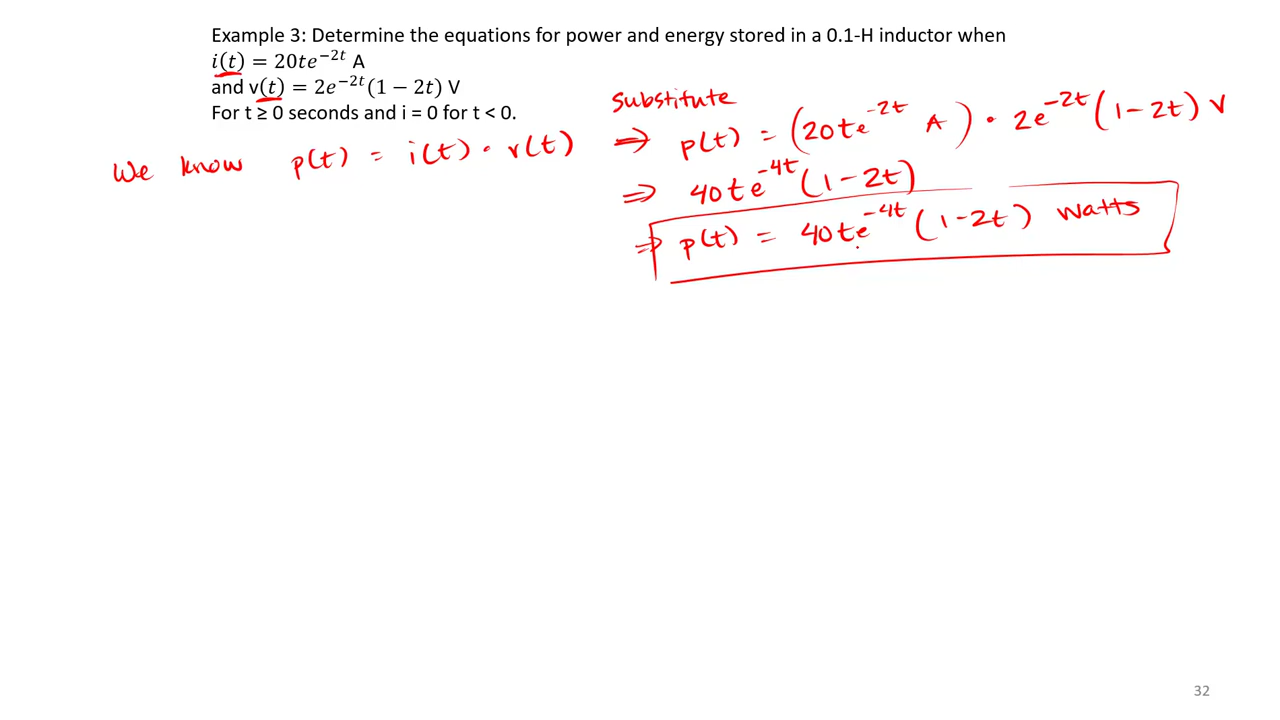 Example 3: Determine the equations for power and energy stored in a 0.1-H inductor when
i(t) = 20te^{-2t} A
and v(t) = 2e^{-2t}(1 − 2t) V
For t ≥ 0 seconds and i = 0 for t < 0.
We know p(t) = i(t) · v(t)
substitute
⇒ p(t) = (20te^{-2t} A) · 2e^{-2t}(1-2t) V
⇒ 40te^{-4t}(1-2t)
⇒ p(t) = 40te^{-4t}(1-2t) watts
32